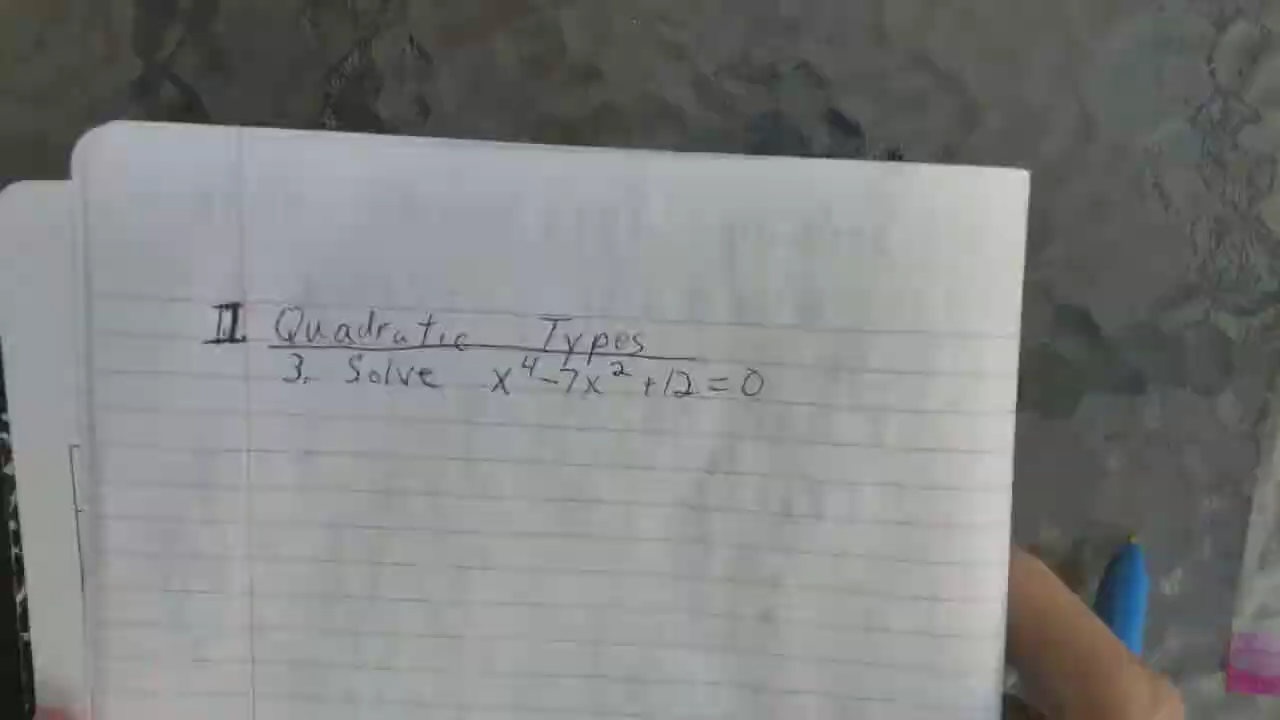 II Quadratic Types
3. Solve x⁴-7x²+12=0